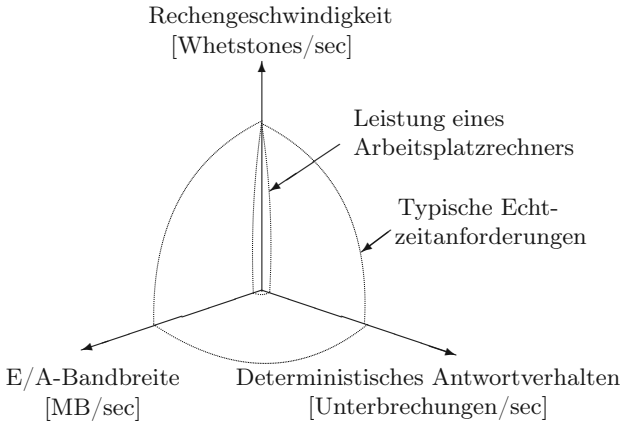 Rechengeschwindigkeit
[Whetstones/sec]
Leistung eines
Arbeitsplatzrechners
Typische Echt-
zeitanforderungen
E/A-Bandbreite
[MB/sec]
Deterministisches Antwortverhalten
[Unterbrechungen/sec]